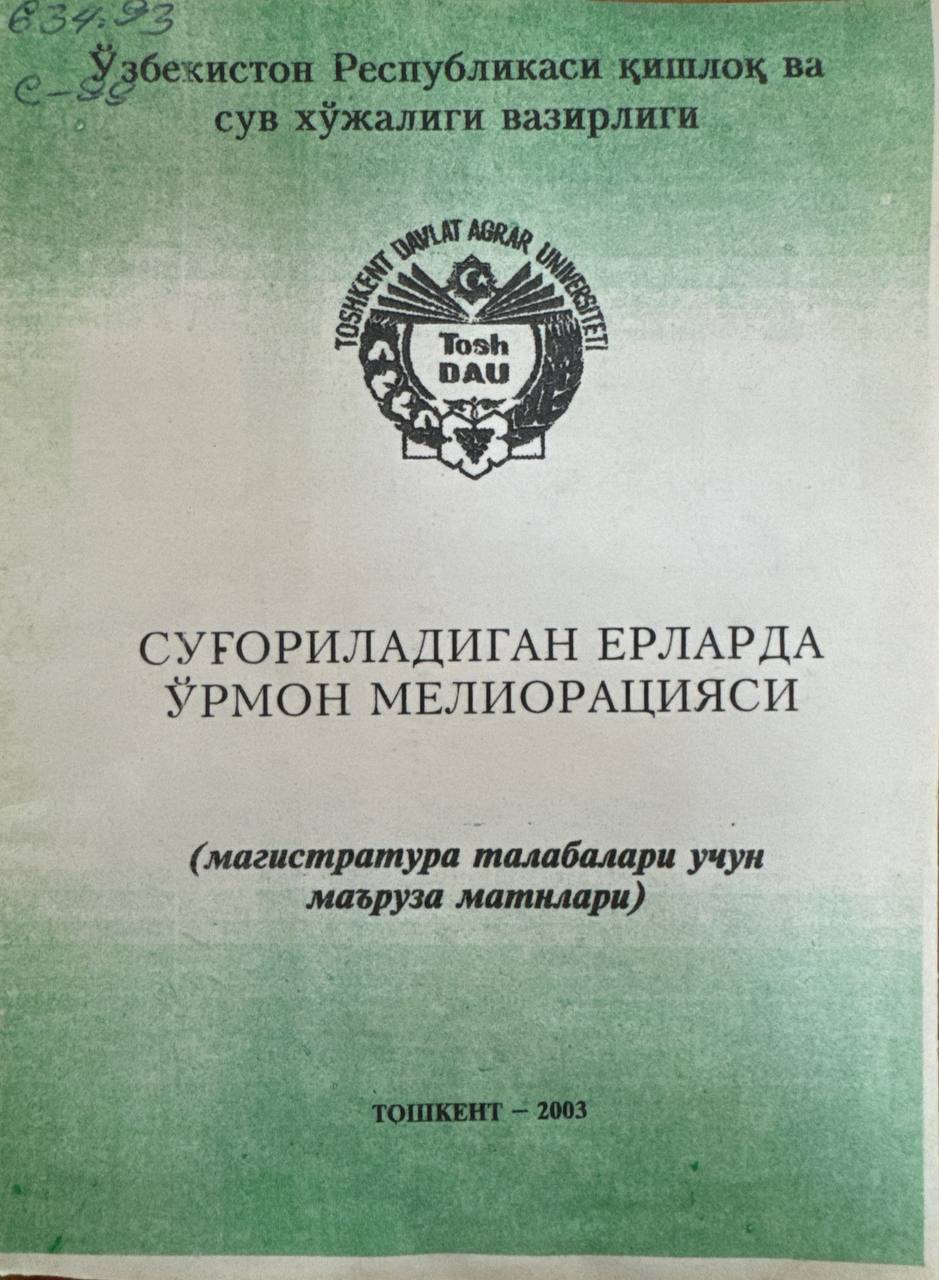 634.93
С-99
Ўзбекистон Республикаси қишлоқ ва
сув хўжалиги вазирлиги
TOSHKENT DAVLAT AGRAR UNIVERSITETI
Tosh
DAU
СУҒОРИЛАДИГАН ЕРЛАРДА
ЎРМОН МЕЛИОРАЦИЯСИ
(магистратура талабалари учун
маъруза матнлари)
ТОШКЕНТ – 2003